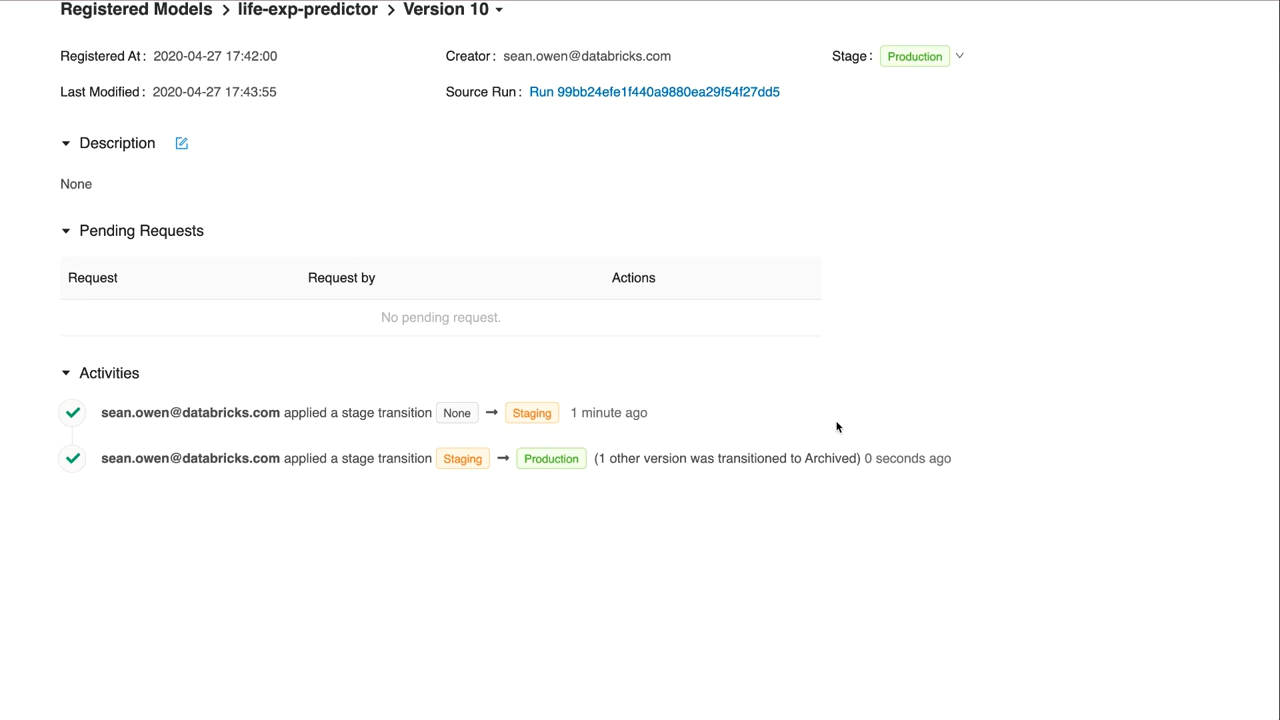 Registered Models > life-exp-predictor > Version 10
Registered At: 2020-04-27 17:42:00 Creator: sean.owen@databricks.com Stage: Production
Last Modified: 2020-04-27 17:43:55 Source Run: Run 99bb24efe1f440a9880ea29f54f27dd5
Description
None
Pending Requests
Request Request by Actions
No pending request.
Activities
sean.owen@databricks.com applied a stage transition None → Staging 1 minute ago
sean.owen@databricks.com applied a stage transition Staging → Production (1 other version was transitioned to Archived) 0 seconds ago